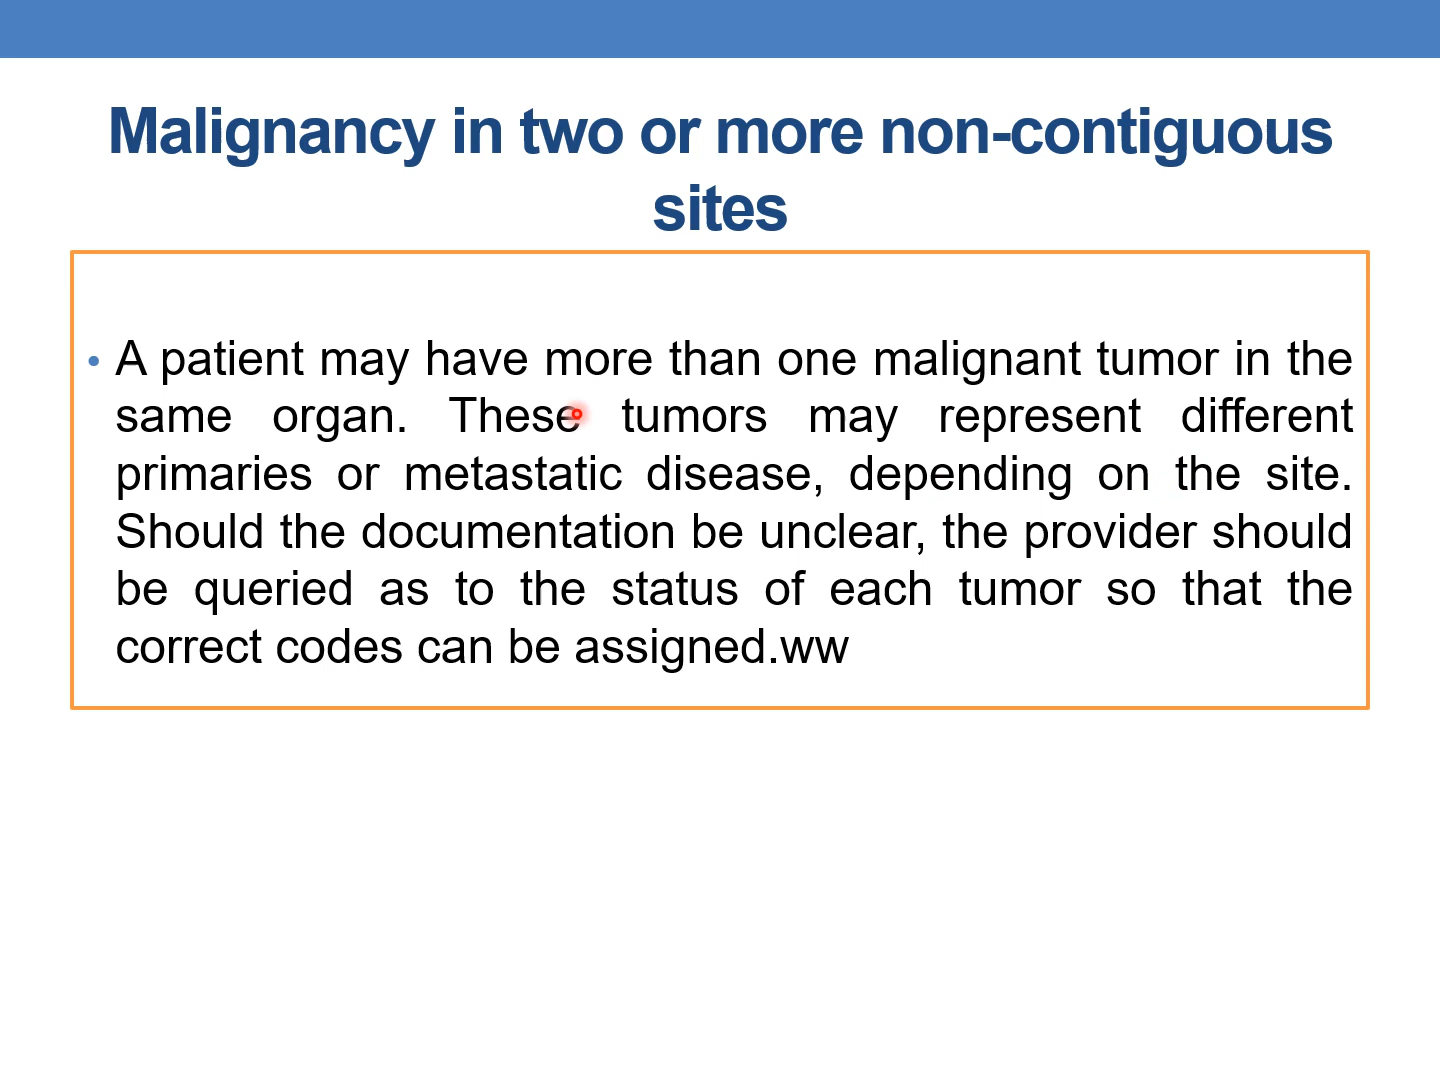 Malignancy in two or more non-contiguous
sites
• A patient may have more than one malignant tumor in the
same organ. These tumors may represent different
primaries or metastatic disease, depending on the site.
Should the documentation be unclear, the provider should
be queried as to the status of each tumor so that the
correct codes can be assigned.ww